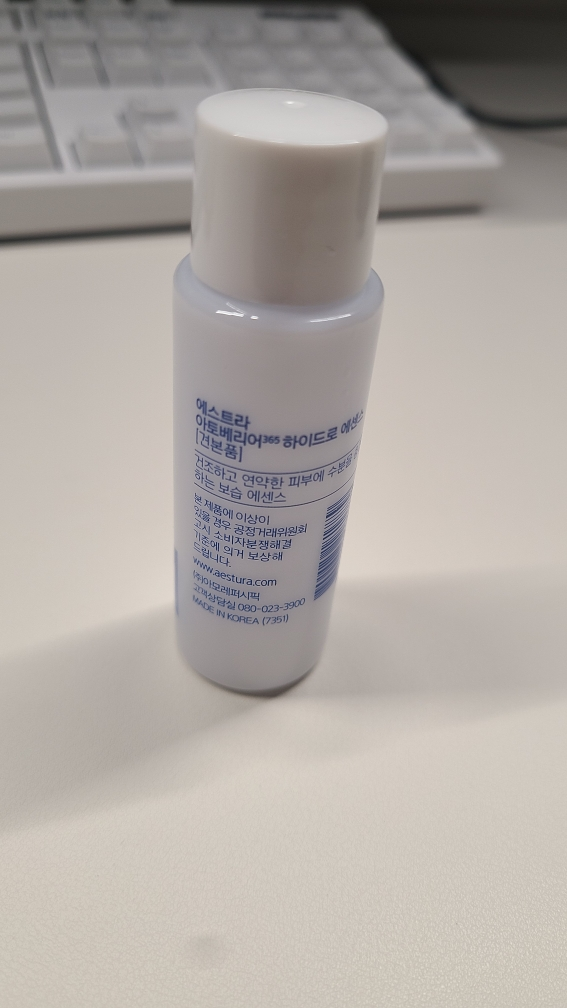 에스트라
아토베리어365 하이드로 에센스
[견본품]
건조하고 연약한 피부에 수분을
하는 보습 에센스
본 제품에 이상이
있을 경우 공정거래위원회
고시 소비자분쟁해결
기준에 의거 보상해
드립니다.
www.aestura.com
(주)아모레퍼시픽
고객상담실 080-023-3900
MADE IN KOREA (7351)